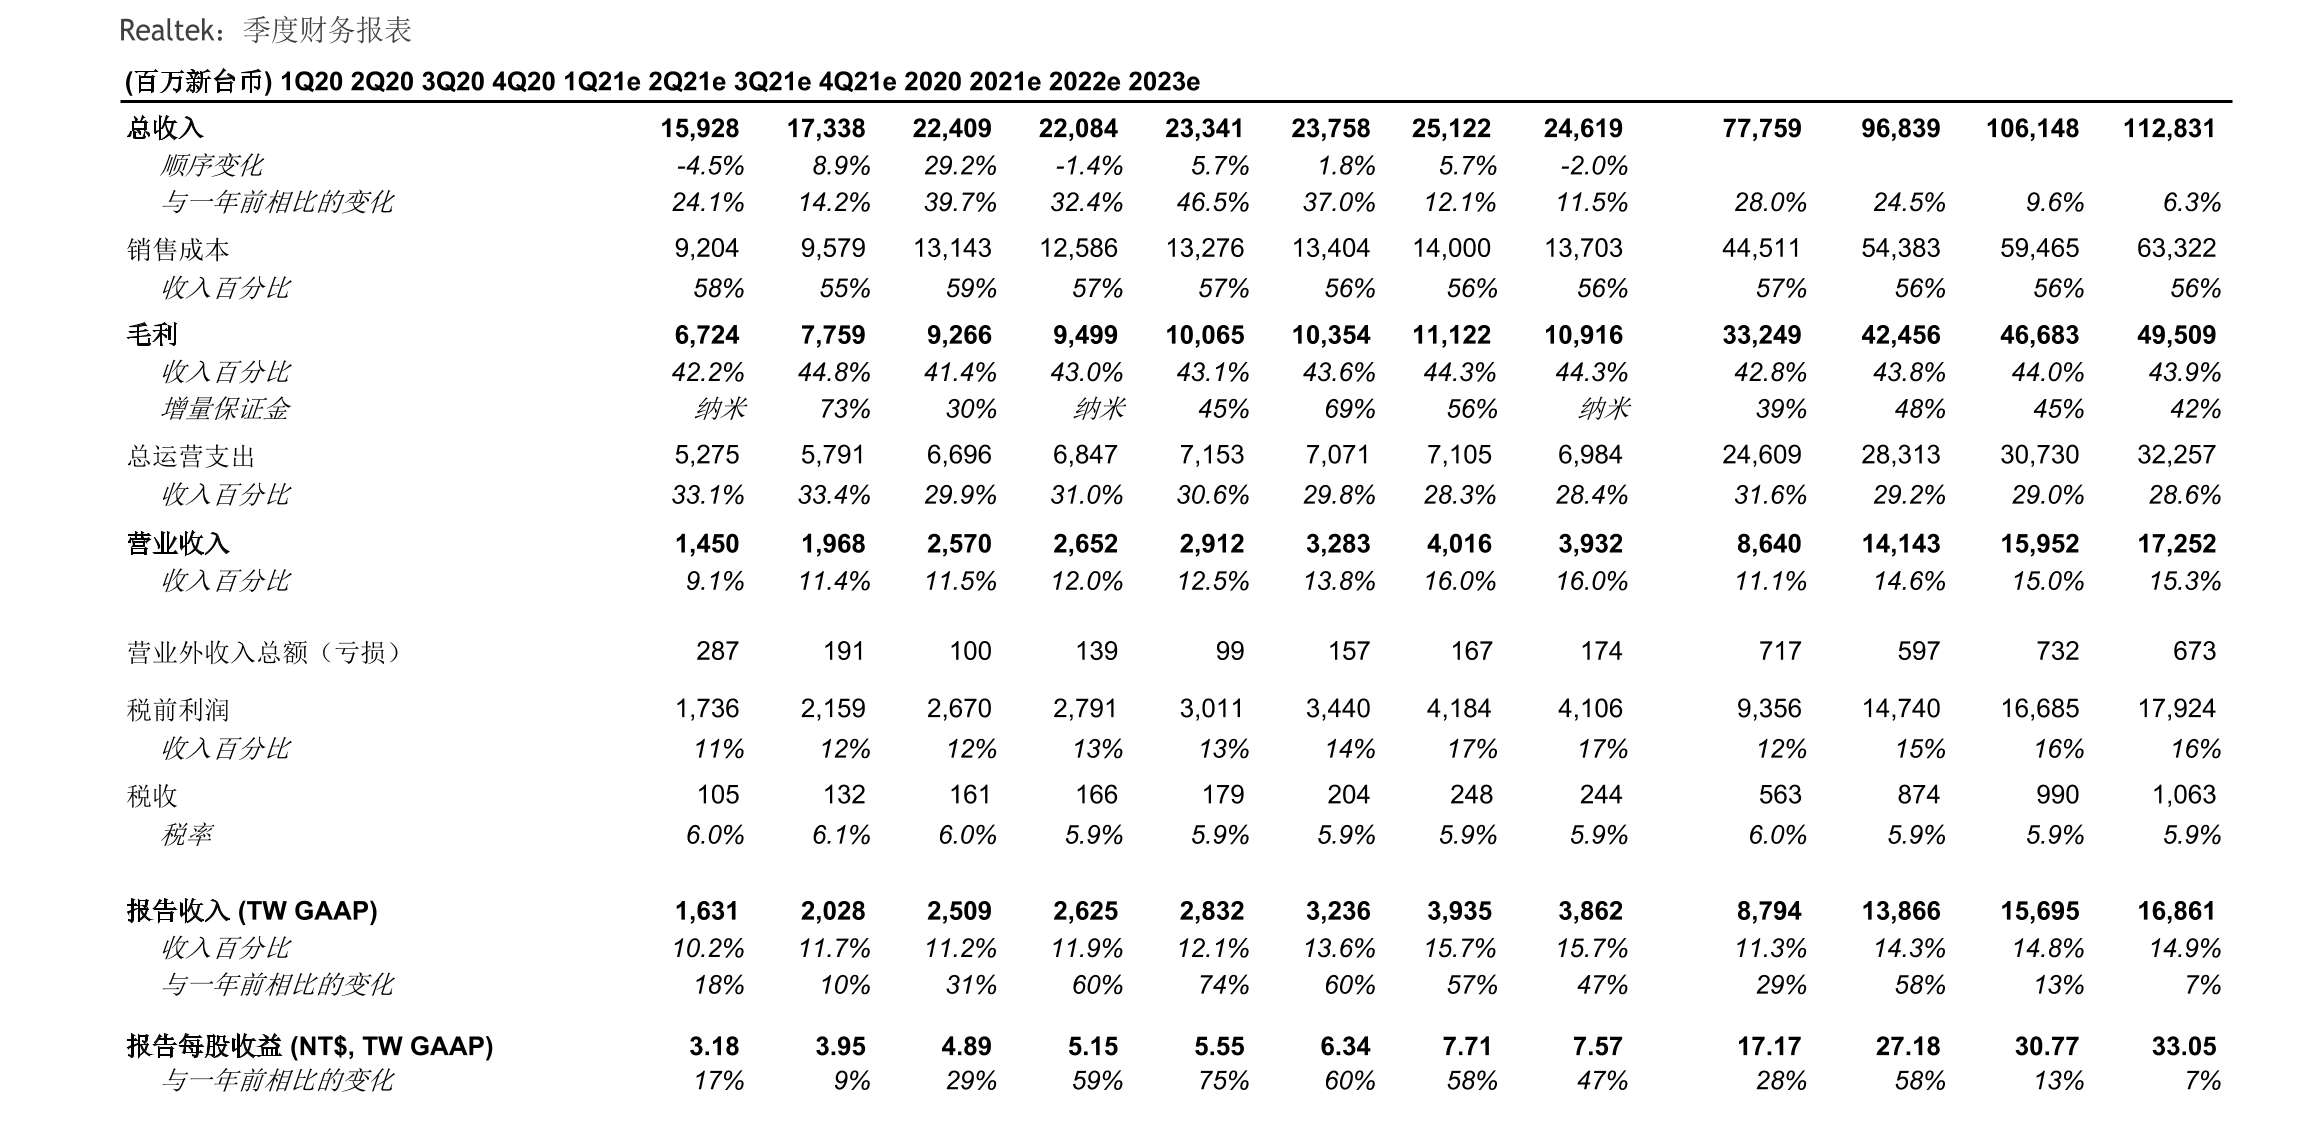 Realtek：季度财务报表
(百万新台币) 1Q20 2Q20 3Q20 4Q20 1Q21e 2Q21e 3Q21e 4Q21e 2020 2021e 2022e 2023e
总收入 15,928 17,338 22,409 22,084 23,341 23,758 25,122 24,619 77,759 96,839 106,148 112,831
顺序变化 -4.5% 8.9% 29.2% -1.4% 5.7% 1.8% 5.7% -2.0%
与一年前相比的变化 24.1% 14.2% 39.7% 32.4% 46.5% 37.0% 12.1% 11.5% 28.0% 24.5% 9.6% 6.3%
销售成本 9,204 9,579 13,143 12,586 13,276 13,404 14,000 13,703 44,511 54,383 59,465 63,322
收入百分比 58% 55% 59% 57% 57% 56% 56% 56% 57% 56% 56% 56%
毛利 6,724 7,759 9,266 9,499 10,065 10,354 11,122 10,916 33,249 42,456 46,683 49,509
收入百分比 42.2% 44.8% 41.4% 43.0% 43.1% 43.6% 44.3% 44.3% 42.8% 43.8% 44.0% 43.9%
增量保证金 纳米 73% 30% 纳米 45% 69% 56% 纳米 39% 48% 45% 42%
总运营支出 5,275 5,791 6,696 6,847 7,153 7,071 7,105 6,984 24,609 28,313 30,730 32,257
收入百分比 33.1% 33.4% 29.9% 31.0% 30.6% 29.8% 28.3% 28.4% 31.6% 29.2% 29.0% 28.6%
营业收入 1,450 1,968 2,570 2,652 2,912 3,283 4,016 3,932 8,640 14,143 15,952 17,252
收入百分比 9.1% 11.4% 11.5% 12.0% 12.5% 13.8% 16.0% 16.0% 11.1% 14.6% 15.0% 15.3%
营业外收入总额（亏损） 287 191 100 139 99 157 167 174 717 597 732 673
税前利润 1,736 2,159 2,670 2,791 3,011 3,440 4,184 4,106 9,356 14,740 16,685 17,924
收入百分比 11% 12% 12% 13% 13% 14% 17% 17% 12% 15% 16% 16%
税收 105 132 161 166 179 204 248 244 563 874 990 1,063
税率 6.0% 6.1% 6.0% 5.9% 5.9% 5.9% 5.9% 5.9% 6.0% 5.9% 5.9% 5.9%
报告收入 (TW GAAP) 1,631 2,028 2,509 2,625 2,832 3,236 3,935 3,862 8,794 13,866 15,695 16,861
收入百分比 10.2% 11.7% 11.2% 11.9% 12.1% 13.6% 15.7% 15.7% 11.3% 14.3% 14.8% 14.9%
与一年前相比的变化 18% 10% 31% 60% 74% 60% 57% 47% 29% 58% 13% 7%
报告每股收益 (NT$, TW GAAP) 3.18 3.95 4.89 5.15 5.55 6.34 7.71 7.57 17.17 27.18 30.77 33.05
与一年前相比的变化 17% 9% 29% 59% 75% 60% 58% 47% 28% 58% 13% 7%